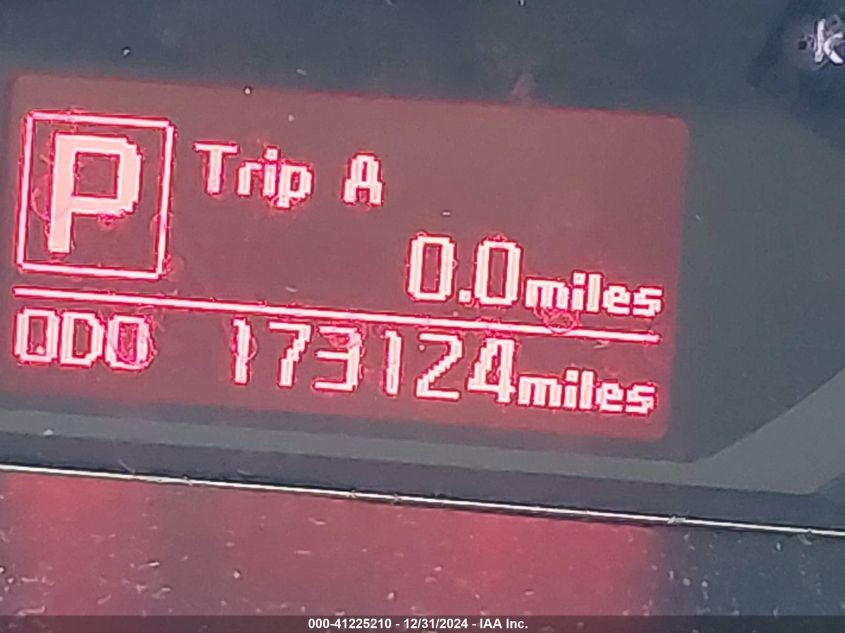 k
P
Trip A
0.0miles
ODO 173124miles
000-41225210 - 12/31/2024 - IAA Inc.